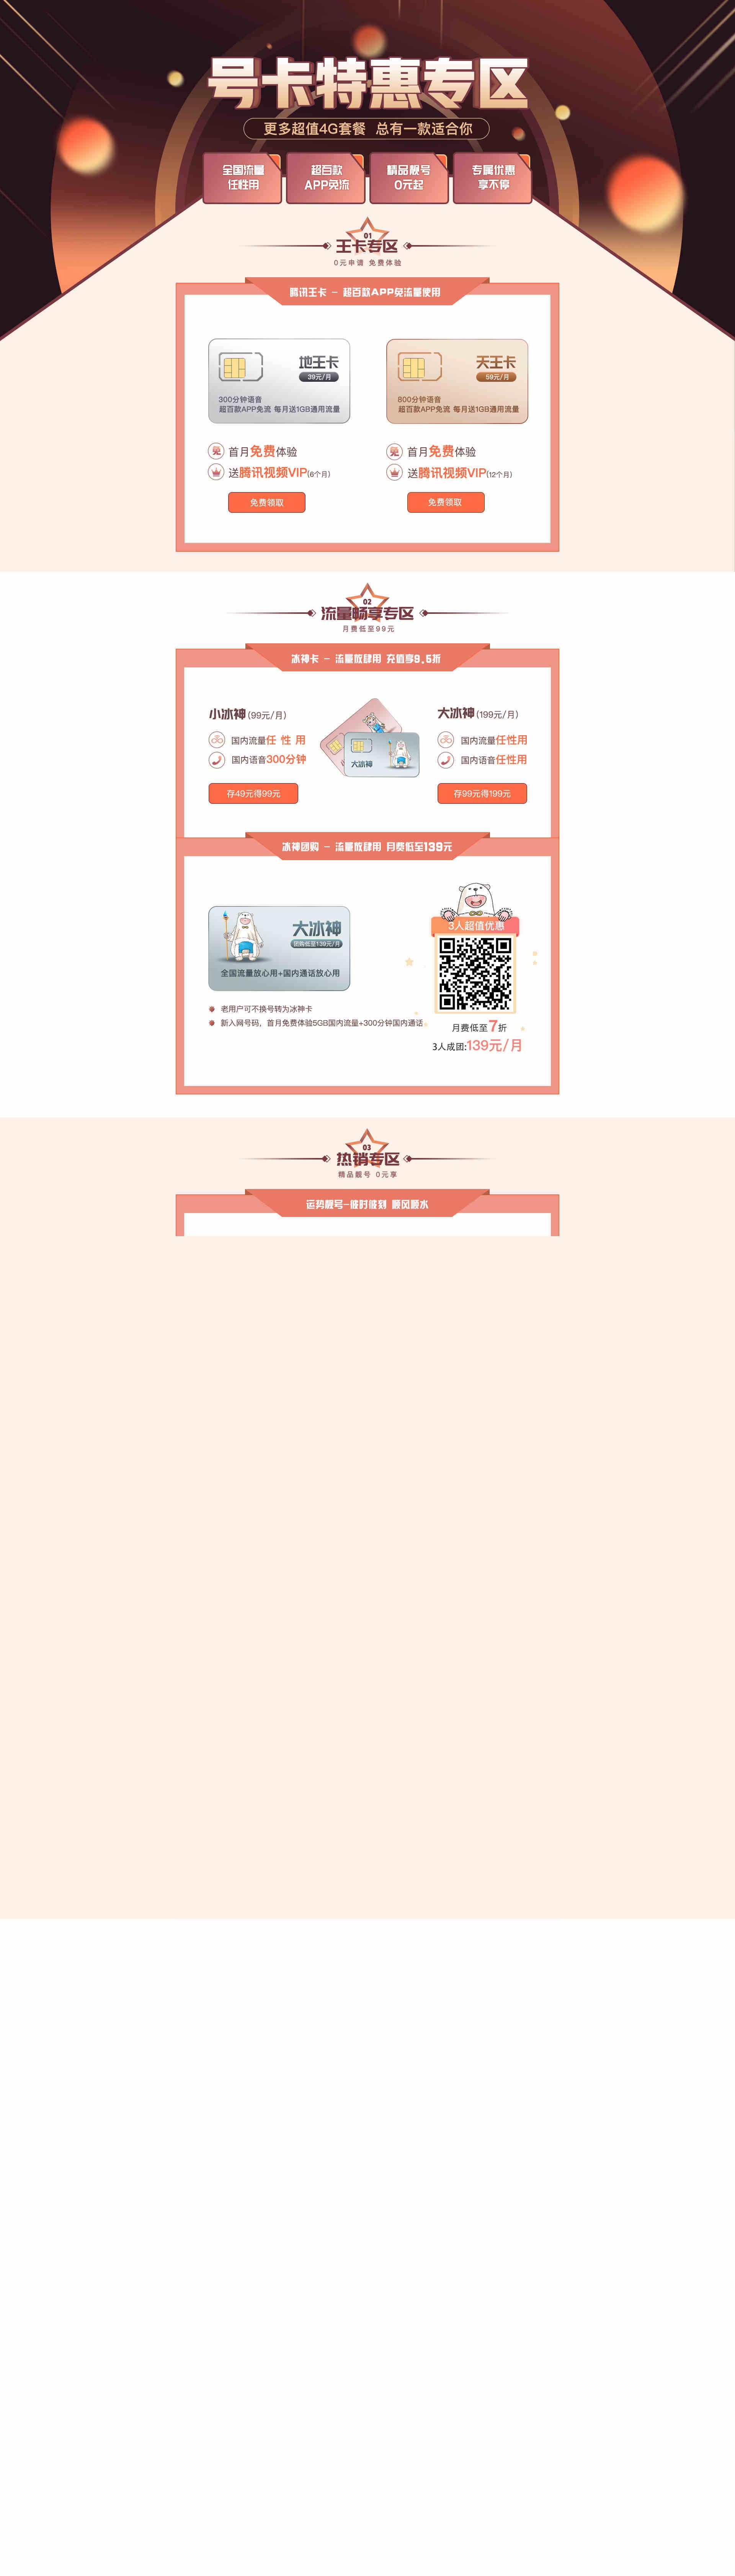 号卡特惠专区
更多超值4G套餐 总有一款适合你
全国流量
任性用
超百款
APP免流
精品靓号
0元起
专属优惠
享不停
01
王卡专区
0元申请 免费体验
腾讯王卡 - 超百款APP免流量使用
地王卡
39元/月
300分钟语音
超百款APP免流 每月送1GB通用流量
免 首月免费体验
送腾讯视频VIP(6个月)
免费领取
天王卡
59元/月
800分钟语音
超百款APP免流 每月送1GB通用流量
免 首月免费体验
送腾讯视频VIP(12个月)
免费领取
02
流量畅享专区
月费低至99元
冰神卡 - 流量放肆用 充值享9.5折
小冰神(99元/月)
国内流量任 性 用
国内语音300分钟
存49元得99元
大冰神
大冰神(199元/月)
国内流量任性用
国内语音任性用
存99元得199元
冰神团购 - 流量放肆用 月费低至139元
大冰神
团购低至139元/月
全国流量放心用+国内通话放心用
老用户可不换号转为冰神卡
新入网号码，首月免费体验5GB国内流量+300分钟国内通话
3人超值优惠
月费低至7折
3人成团:139元/月
03
热销专区
精品靓号 0元享
运势靓号-时时刻刻 顺风顺水